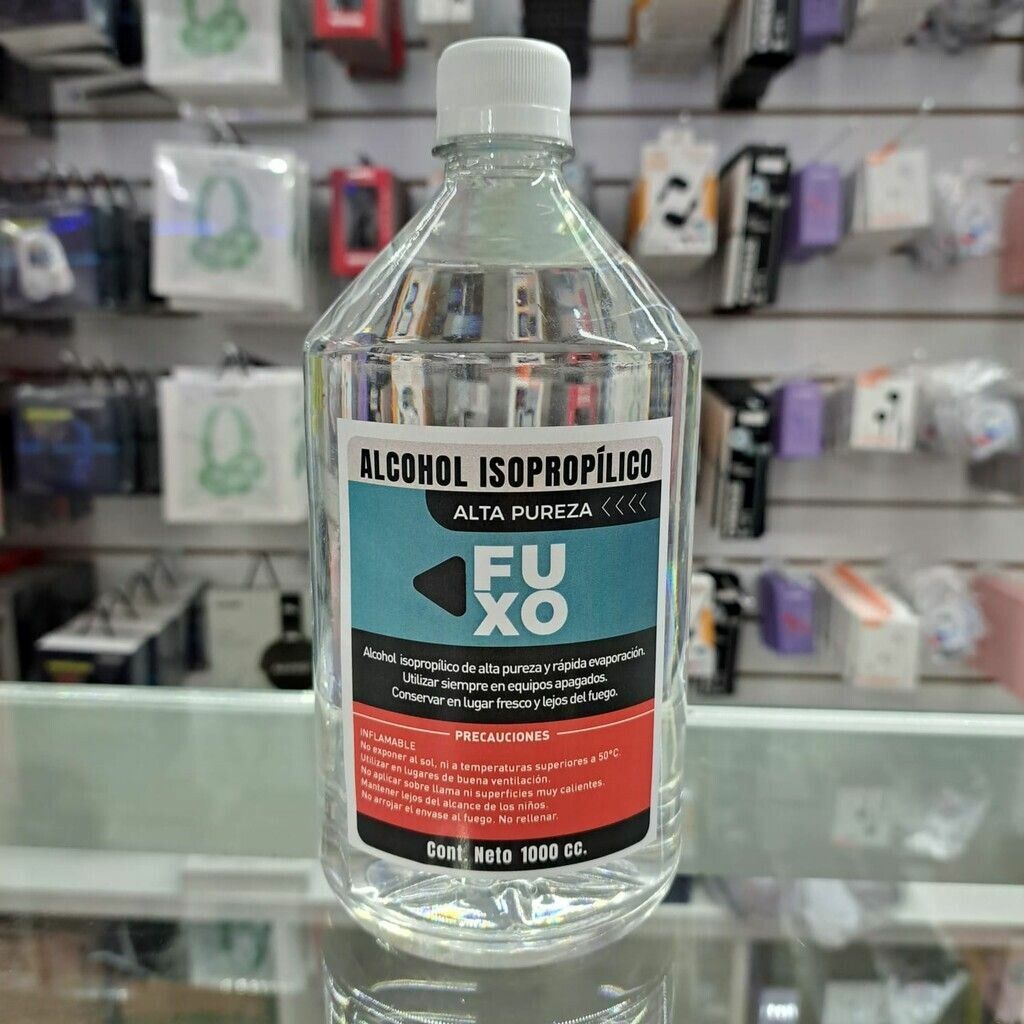 ALCOHOL ISOPROPÍLICO
ALTA PUREZA
FU
XO
Alcohol isopropílico de alta pureza y rápida evaporación.
Utilizar siempre en equipos apagados.
Conservar en lugar fresco y lejos del fuego.
PRECAUCIONES
INFLAMABLE
No exponer al sol, ni a temperaturas superiores a 50°C.
Utilizar en lugares de buena ventilación.
No aplicar sobre llama ni superficies muy calientes.
Mantener lejos del alcance de los niños.
No arrojar el envase al fuego. No rellenar.
Cont. Neto 1000 cc.